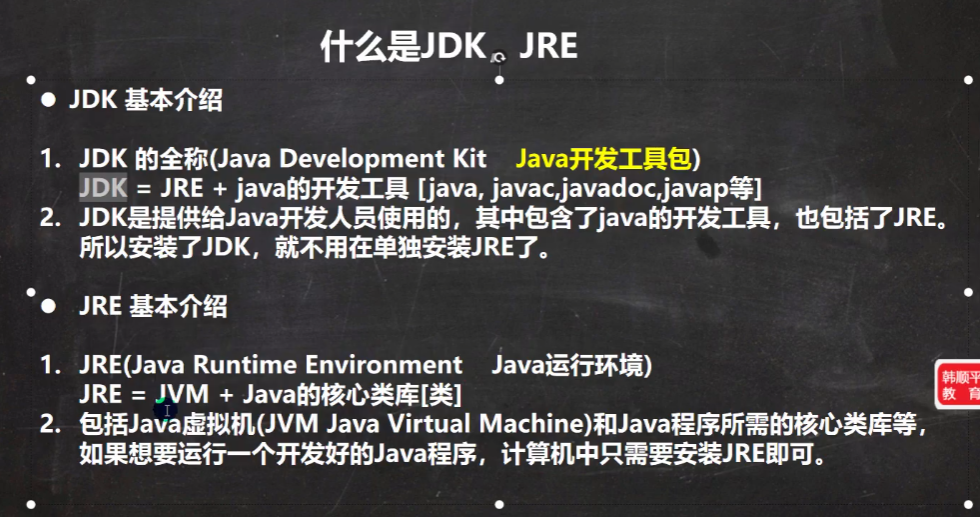 什么是JDK、JRE
● JDK 基本介绍
1. JDK 的全称(Java Development Kit Java开发工具包)
JDK = JRE + java的开发工具 [java, javac,javadoc,javap等]
2. JDK是提供给Java开发人员使用的，其中包含了java的开发工具，也包括了JRE。
所以安装了JDK，就不用在单独安装JRE了。
● JRE 基本介绍
1. JRE(Java Runtime Environment Java运行环境)
JRE = JVM + Java的核心类库[类]
2. 包括Java虚拟机(JVM Java Virtual Machine)和Java程序所需的核心类库等，
如果想要运行一个开发好的Java程序，计算机中只需要安装JRE即可。
韩顺平
教育